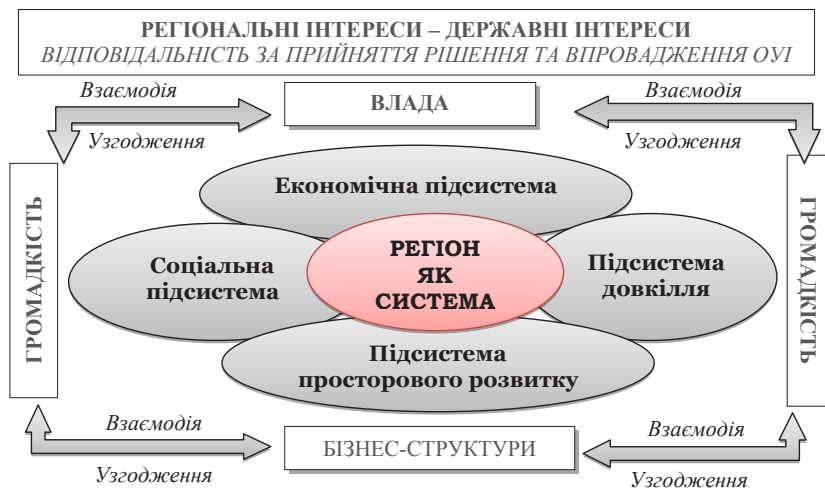 РЕГІОНАЛЬНІ ІНТЕРЕСИ – ДЕРЖАВНІ ІНТЕРЕСИ
ВІДПОВІДАЛЬНІСТЬ ЗА ПРИЙНЯТТЯ РІШЕННЯ ТА ВПРОВАДЖЕННЯ ОУІ
Взаємодія
ВЛАДА
Взаємодія
Узгодження
Узгодження
ГРОМАДКІСТЬ
Економічна підсистема
Соціальна
підсистема
РЕГІОН
ЯК
СИСТЕМА
Підсистема
довкілля
ГРОМАДКІСТЬ
Підсистема
просторового розвитку
Взаємодія
БІЗНЕС-СТРУКТУРИ
Взаємодія
Узгодження
Узгодження